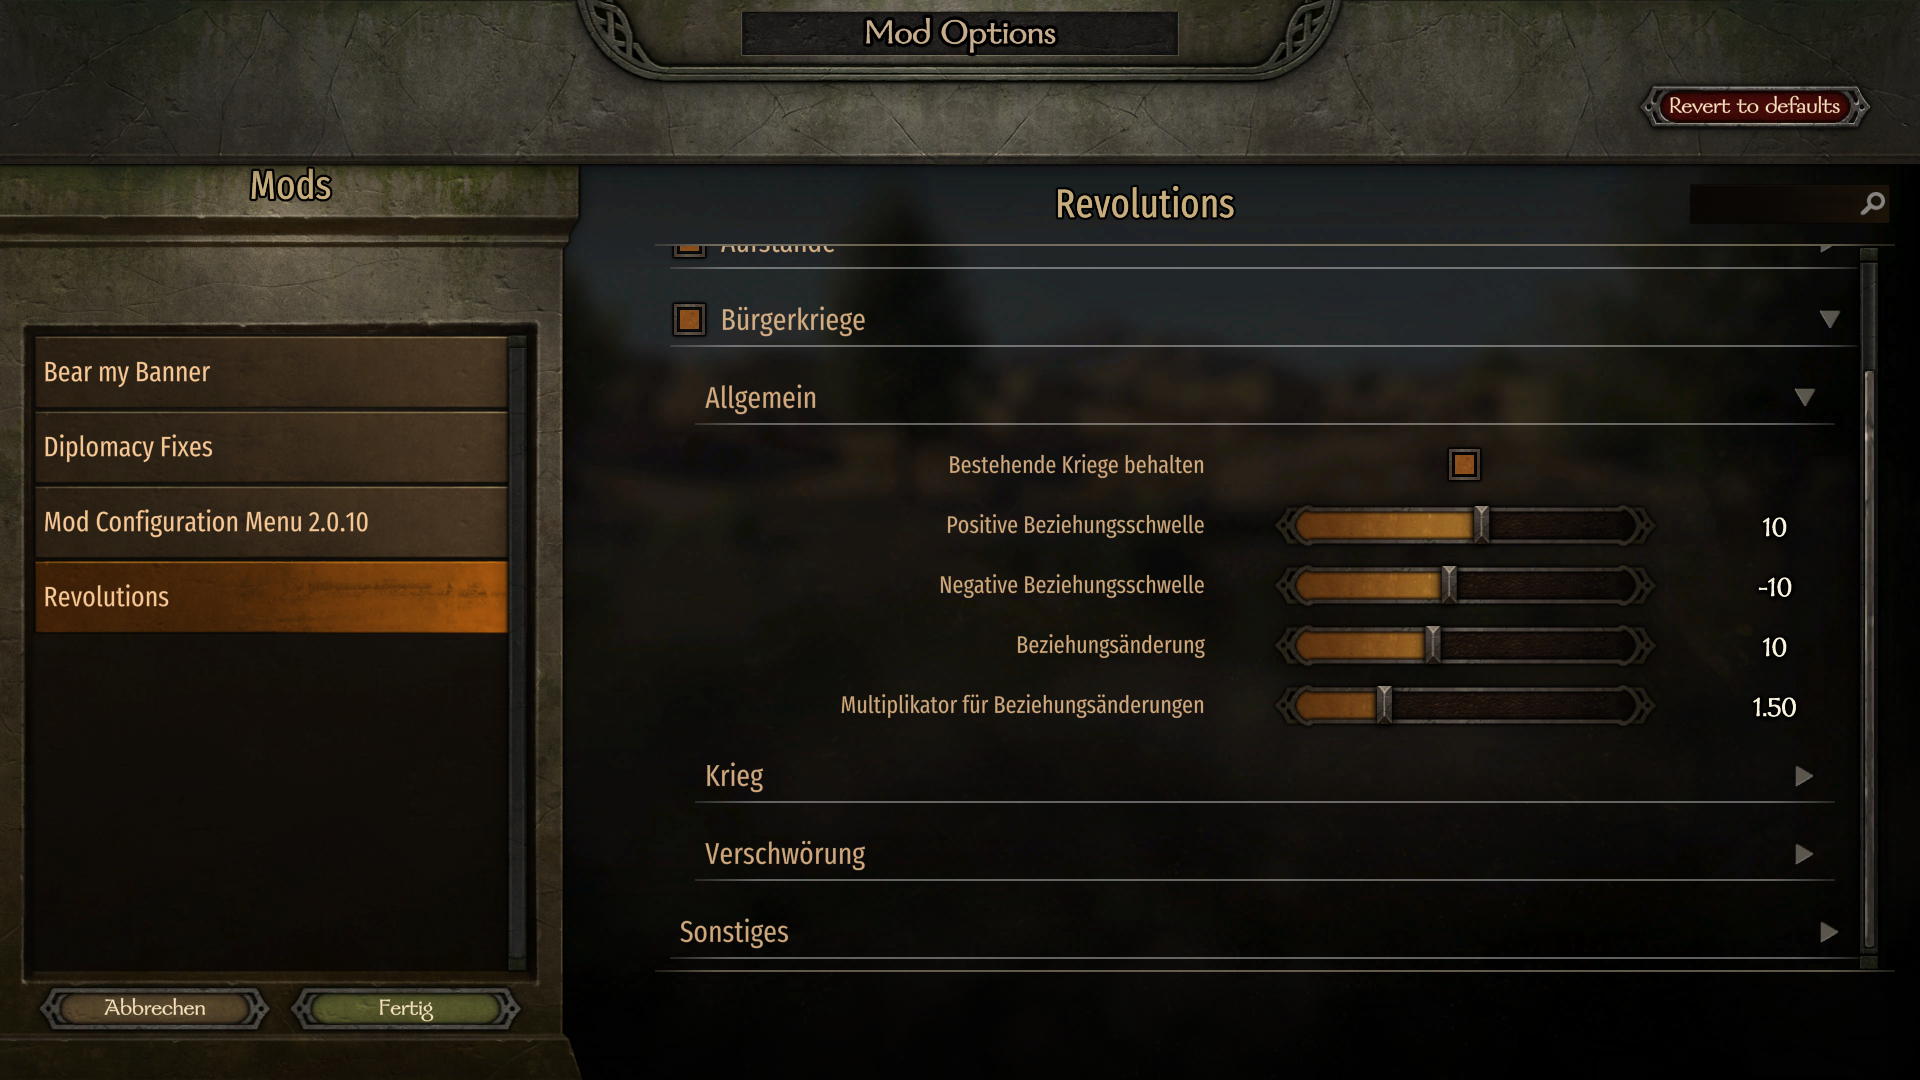 Mod Options
Revert to defaults
Mods
Revolutions
Aufstände
Bürgerkriege
Bear my Banner
Allgemein
Diplomacy Fixes
Bestehende Kriege behalten
Mod Configuration Menu 2.0.10
Positive Beziehungsschwelle 10
Revolutions
Negative Beziehungsschwelle -10
Beziehungsänderung 10
Multiplikator für Beziehungsänderungen 1.50
Krieg
Verschwörung
Sonstiges
Abbrechen
Fertig